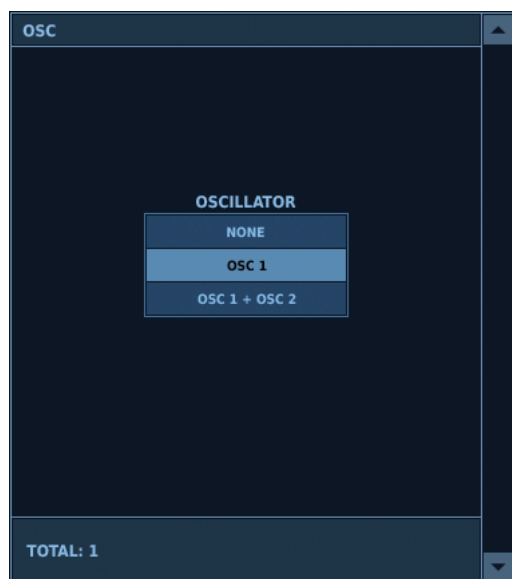 OSC
OSCILLATOR
NONE
OSC 1
OSC 1 + OSC 2
TOTAL: 1